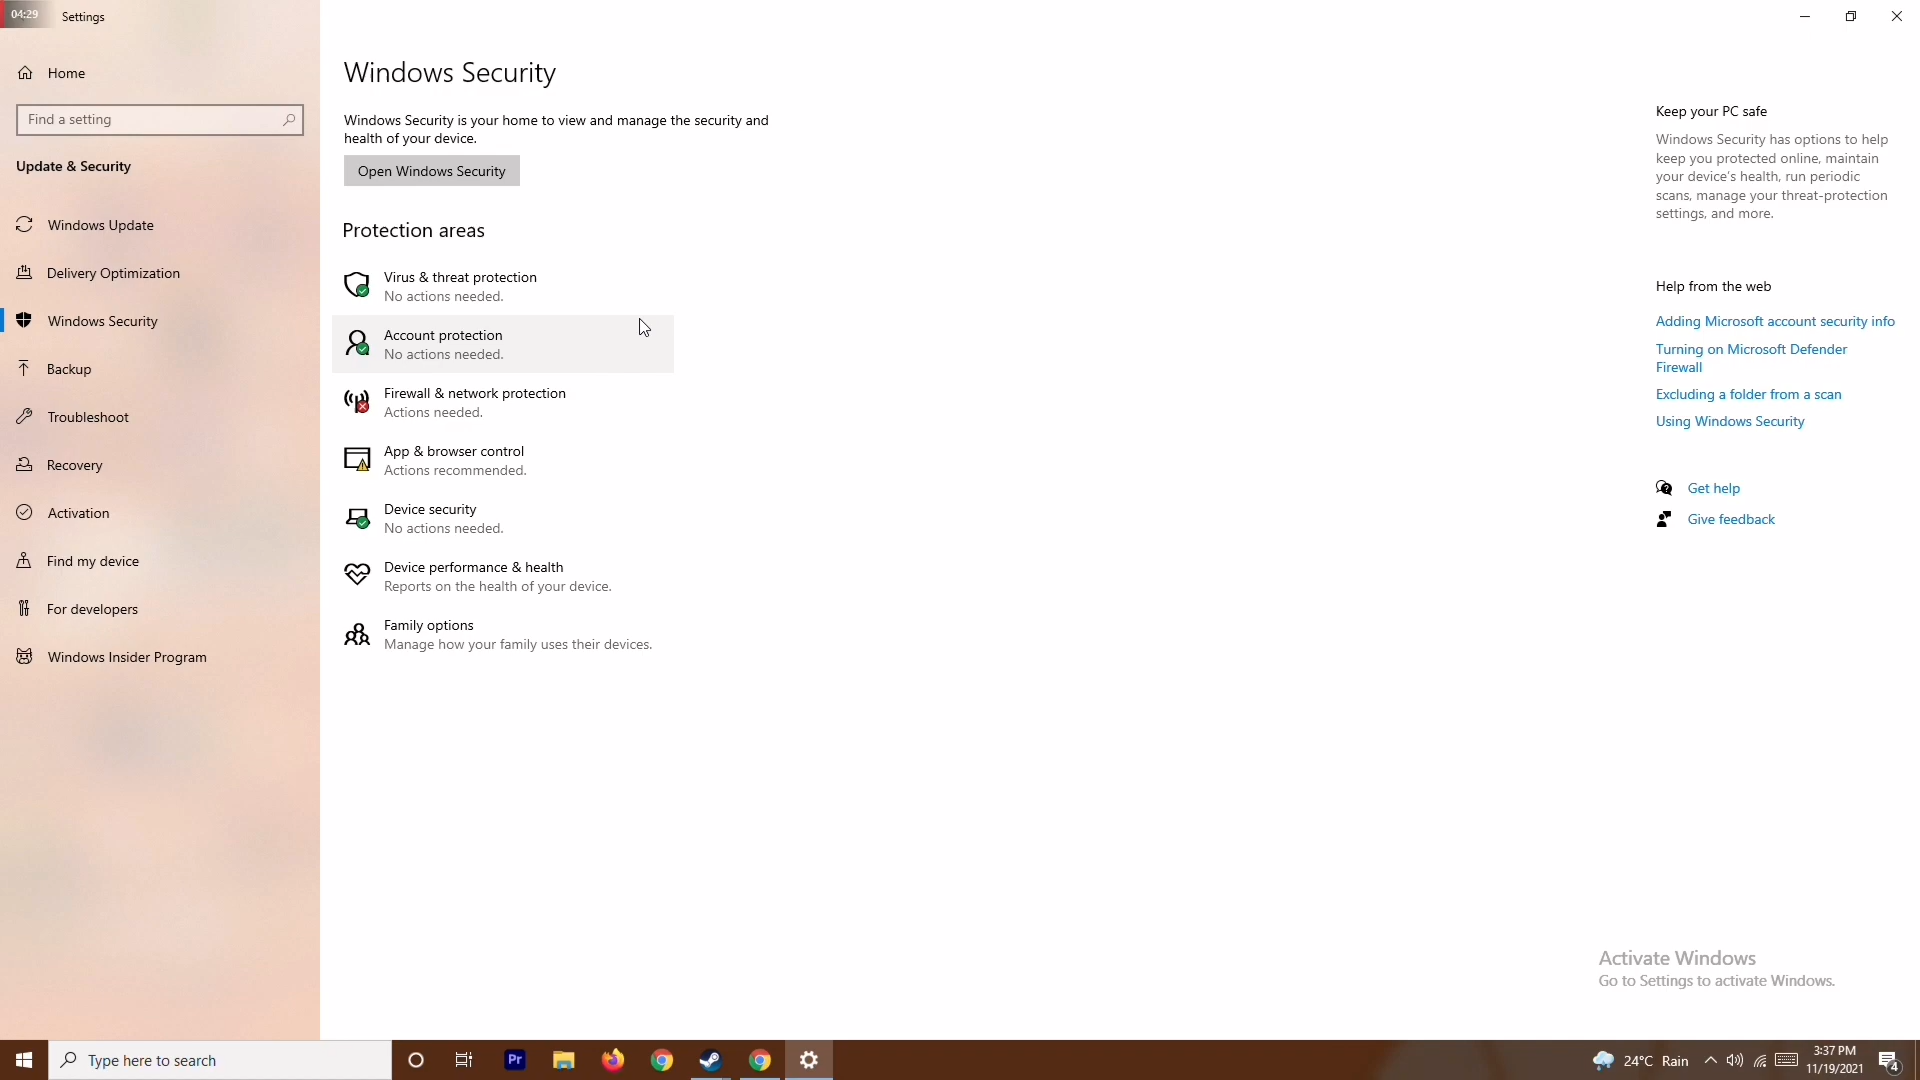 04:29
Settings
Home
Find a setting
Update & Security
Windows Update
Delivery Optimization
Windows Security
Backup
Troubleshoot
Recovery
Activation
Find my device
For developers
Windows Insider Program
Windows Security
Windows Security is your home to view and manage the security and
health of your device.
Open Windows Security
Protection areas
Virus & threat protection
No actions needed.
Account protection
No actions needed.
Firewall & network protection
Actions needed.
App & browser control
Actions recommended.
Device security
No actions needed.
Device performance & health
Reports on the health of your device.
Family options
Manage how your family uses their devices.
Keep your PC safe
Windows Security has options to help
keep you protected online, maintain
your device's health, run periodic
scans, manage your threat-protection
settings, and more.
Help from the web
Adding Microsoft account security info
Turning on Microsoft Defender
Firewall
Excluding a folder from a scan
Using Windows Security
Get help
Give feedback
Activate Windows
Go to Settings to activate Windows.
Type here to search
Pr
24°C Rain
3:37 PM
11/19/2021
4